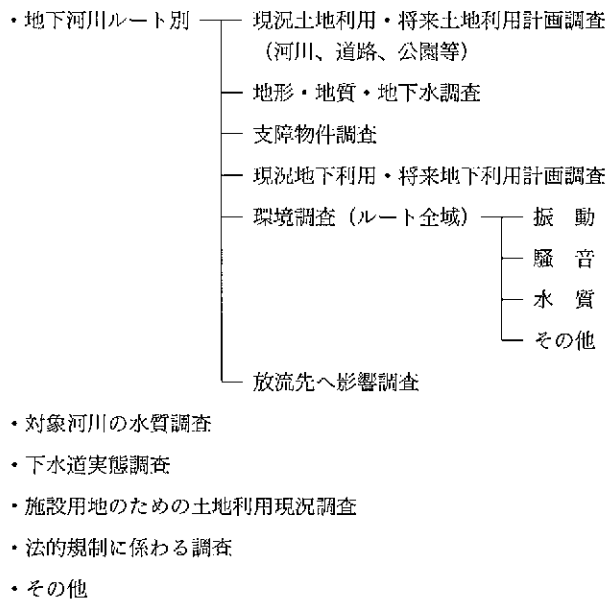 ・地下河川ルート別 現況土地利用・将来土地利用計画調査
（河川、道路、公園等）
地形・地質・地下水調査
支障物件調査
現況地下利用・将来地下利用計画調査
環境調査（ルート全域） 振 動
騒 音
水 質
その他
放流先へ影響調査
・対象河川の水質調査
・下水道実態調査
・施設用地のための土地利用現況調査
・法的規制に係わる調査
・その他